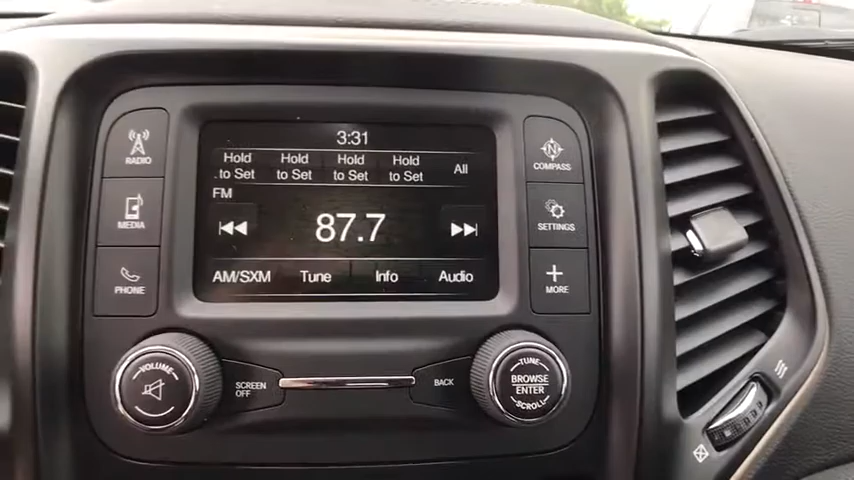 3:31
Hold Hold Hold Hold
to Set to Set to Set to Set All
FM
87.7
AM/SXM Tune Info Audio
RADIO
MEDIA
PHONE
COMPASS
N
SETTINGS
MORE
VOLUME
SCREEN
OFF
BACK
TUNE
BROWSE
ENTER
SCROLL